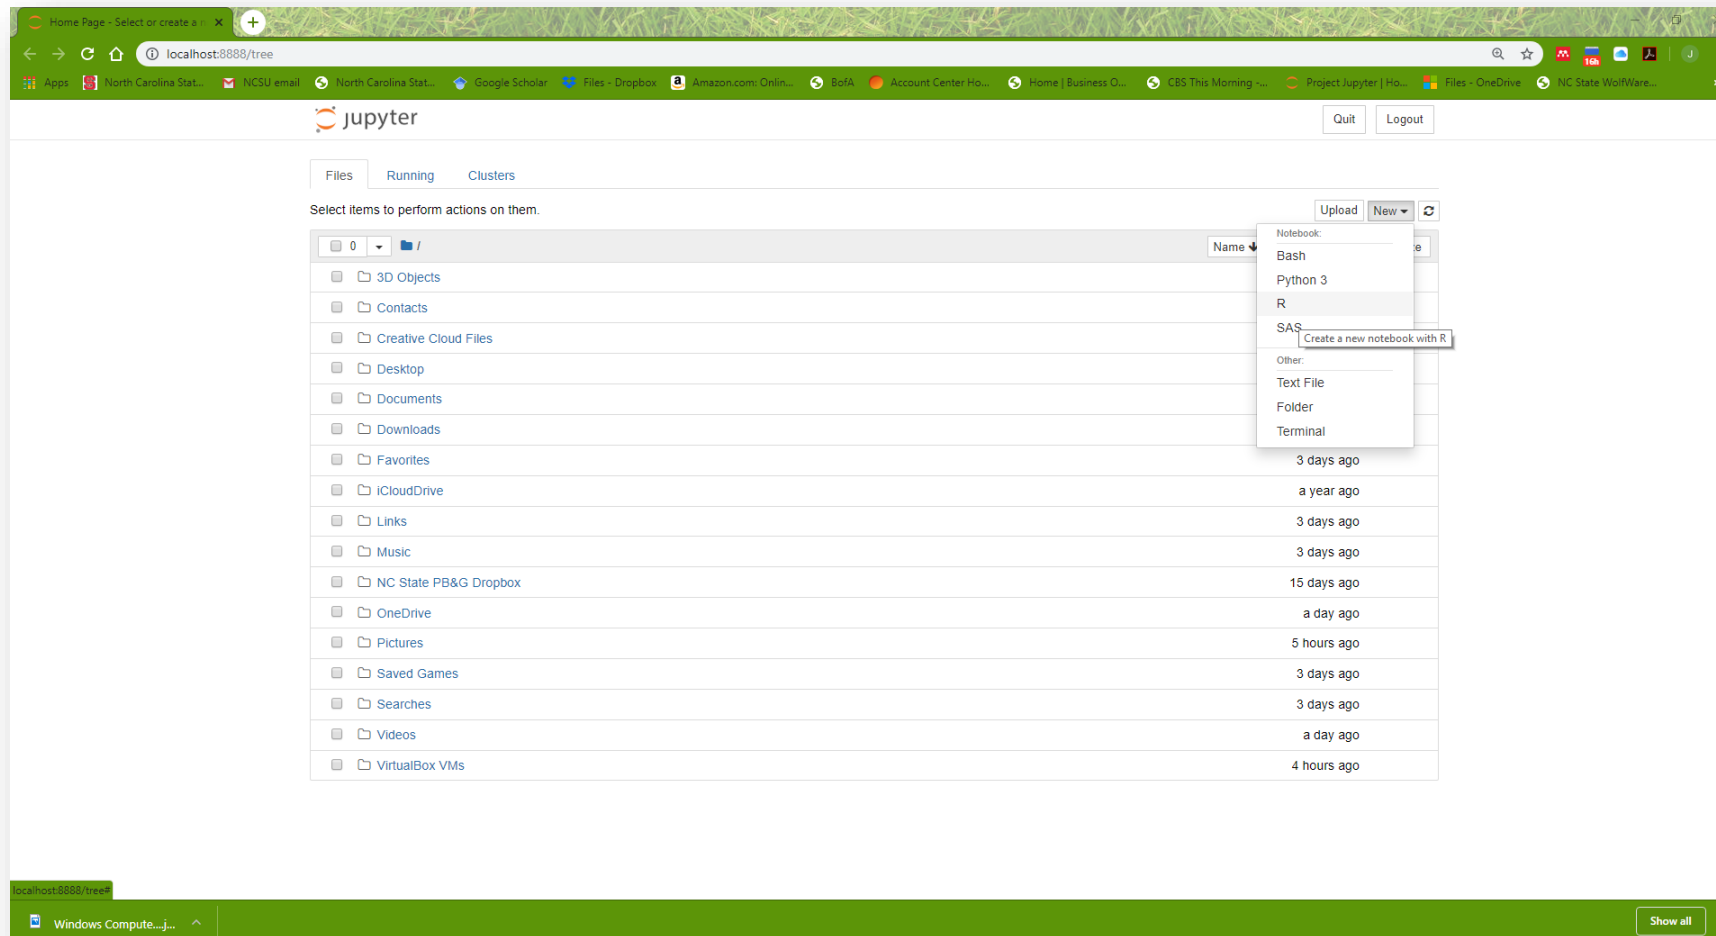 Home Page - Select or create a n
localhost:8888/tree
16h
J
Apps North Carolina Stat... NCSU email North Carolina Stat... Google Scholar Files - Dropbox Amazon.com: Onlin... BofA Account Center Ho... Home | Business O... CBS This Morning -... Project Jupyter | Ho... Files - OneDrive NC State WolfWare...
jupyter Quit Logout
Files Running Clusters
Select items to perform actions on them. Upload New
0 / Name
Notebook:
Bash
Python 3
R
SAS
Create a new notebook with R
Other:
Text File
Folder
Terminal
3D Objects
Contacts
Creative Cloud Files
Desktop
Documents
Downloads
Favorites 3 days ago
iCloudDrive a year ago
Links 3 days ago
Music 3 days ago
NC State PB&G Dropbox 15 days ago
OneDrive a day ago
Pictures 5 hours ago
Saved Games 3 days ago
Searches 3 days ago
Videos a day ago
VirtualBox VMs 4 hours ago
localhost:8888/tree#
Windows Compute....j... Show all